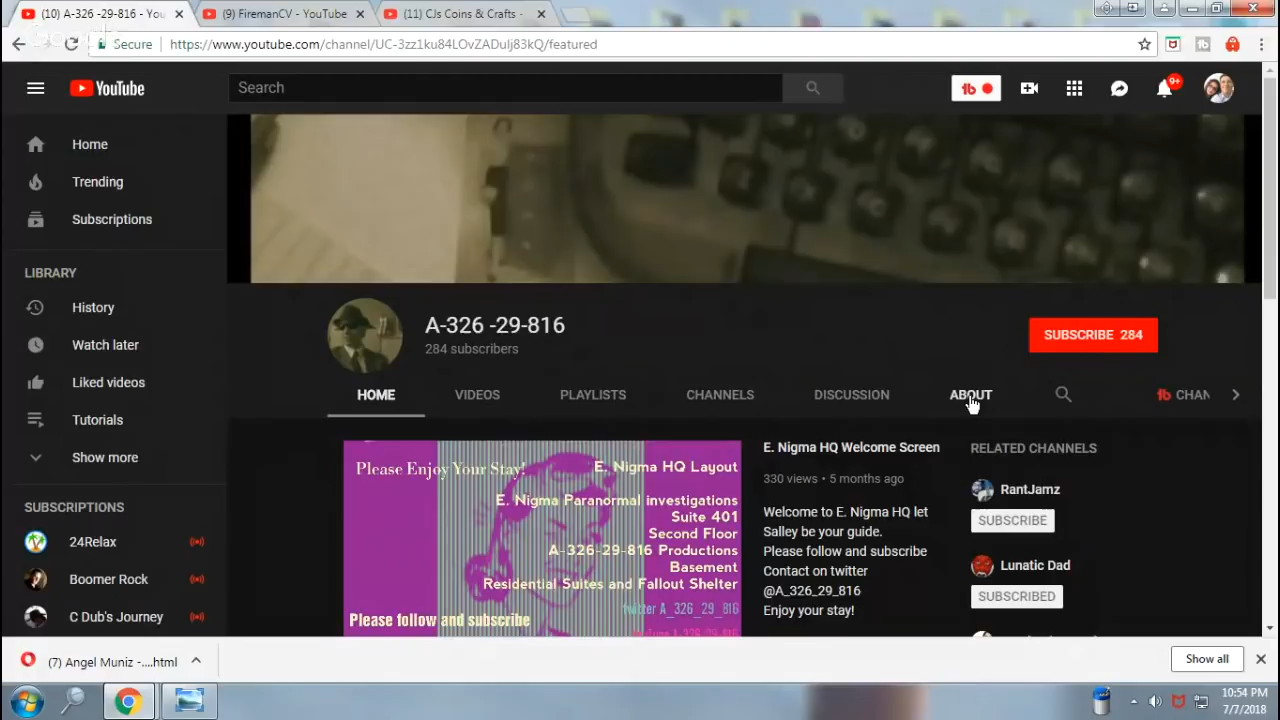 (10) A-326 -29-816 - You
(9) FiremanCV - YouTube
(11) CJs Coins & Crafts -
Secure
https://www.youtube.com/channel/UC-3zz1ku84LOvZADuIj83kQ/featured
YouTube
Search
9+
A-326 -29-816
284 subscribers
SUBSCRIBE 284
HOME
VIDEOS
PLAYLISTS
CHANNELS
DISCUSSION
ABOUT
CHAN
Home
Trending
Subscriptions
LIBRARY
History
Watch later
Liked videos
Tutorials
Show more
SUBSCRIPTIONS
24Relax
Boomer Rock
C Dub's Journey
Please Enjoy Your Stay!
E. Nigma HQ Layout
E. Nigma Paranormal investigations
Suite 401
Second Floor
A-326-29-816 Productions
Basement
Residential Suites and Fallout Shelter
twitter A_326_29_816
Please follow and subscribe
E. Nigma HQ Welcome Screen
330 views • 5 months ago
Welcome to E. Nigma HQ let
Salley be your guide.
Please follow and subscribe
Contact on twitter
@A_326_29_816
Enjoy your stay!
RELATED CHANNELS
RantJamz
SUBSCRIBE
Lunatic Dad
SUBSCRIBED
(7) Angel Muniz -....html
Show all
10:54 PM
7/7/2018